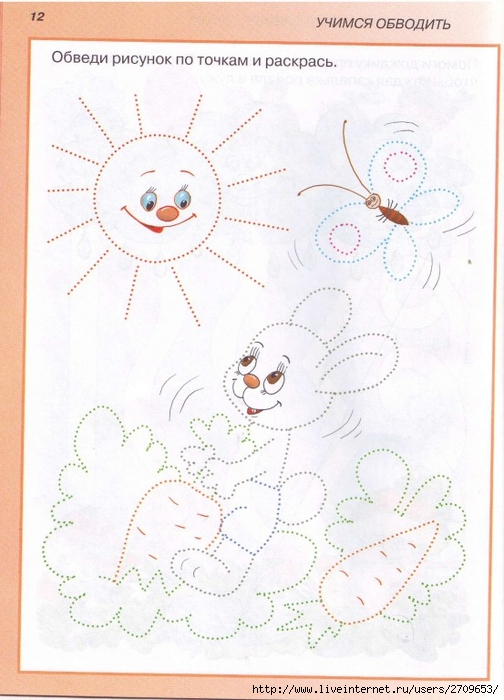 12
УЧИМСЯ ОБВОДИТЬ
Обведи рисунок по точкам и раскрась.
http://www.liveinternet.ru/users/2709653/